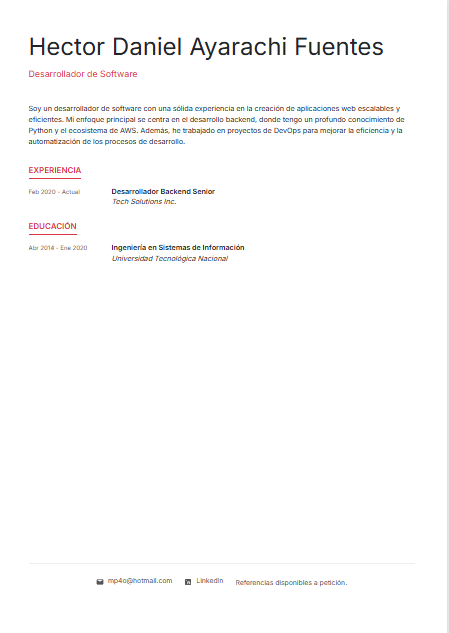 Hector Daniel Ayarachi Fuentes
Desarrollador de Software
Soy un desarrollador de software con una sólida experiencia en la creación de aplicaciones web escalables y
eficientes. Mi enfoque principal se centra en el desarrollo backend, donde tengo un profundo conocimiento de
Python y el ecosistema de AWS. Además, he trabajado en proyectos de DevOps para mejorar la eficiencia y la
automatización de los procesos de desarrollo.
EXPERIENCIA
Feb 2020 - Actual Desarrollador Backend Senior
Tech Solutions Inc.
EDUCACIÓN
Abr 2014 - Ene 2020 Ingeniería en Sistemas de Información
Universidad Tecnológica Nacional
mp4o@hotmail.com LinkedIn Referencias disponibles a petición.